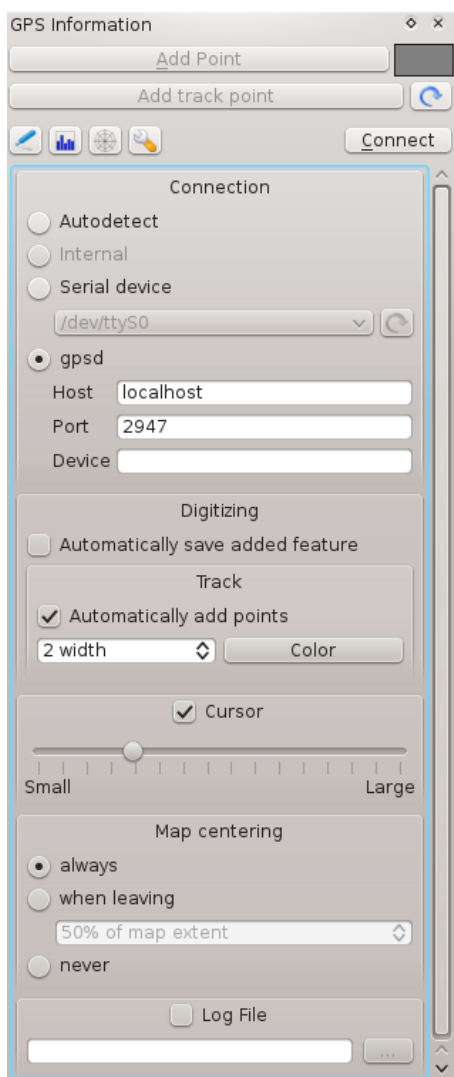 GPS Information
Add Point
Add track point
Connect
Connection
Autodetect
Internal
Serial device
/dev/ttyS0
gpsd
Host localhost
Port 2947
Device
Digitizing
Automatically save added feature
Track
Automatically add points
2 width Color
Cursor
Small Large
Map centering
always
when leaving
50% of map extent
never
Log File
...